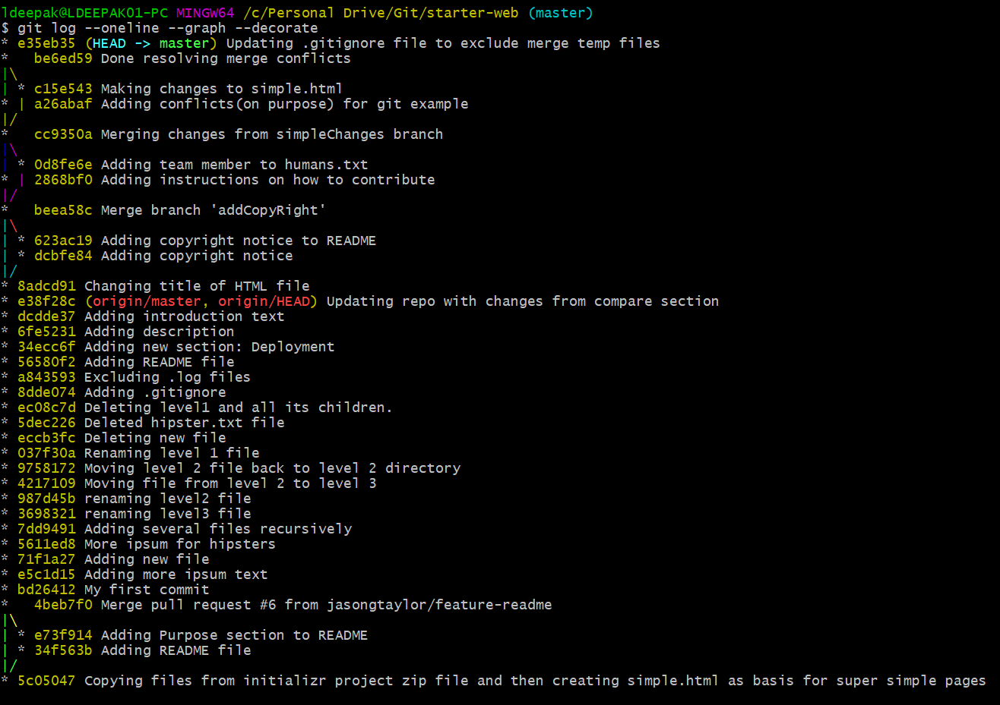 ldeepak@LDEEPAK01-PC MINGW64 /c/Personal Drive/Git/starter-web (master)
$ git log --oneline --graph --decorate
* e35eb35 (HEAD -> master) Updating .gitignore file to exclude merge temp files
*   be6ed59 Done resolving merge conflicts
|\
| * c15e543 Making changes to simple.html
* | a26abaf Adding conflicts(on purpose) for git example
|/
*   cc9350a Merging changes from simpleChanges branch
|\
| * 0d8fe6e Adding team member to humans.txt
* | 2868bf0 Adding instructions on how to contribute
|/
*   beea58c Merge branch 'addCopyRight'
|\
| * 623ac19 Adding copyright notice to README
| * dcbfe84 Adding copyright notice
|/
* 8adcd91 Changing title of HTML file
* e38f28c (origin/master, origin/HEAD) Updating repo with changes from compare section
* dcdde37 Adding introduction text
* 6fe5231 Adding description
* 34ecc6f Adding new section: Deployment
* 56580f2 Adding README file
* a843593 Excluding .log files
* 8dde074 Adding .gitignore
* ec08c7d Deleting level1 and all its children.
* 5dec226 Deleted hipster.txt file
* eccb3fc Deleting new file
* 037f30a Renaming level 1 file
* 9758172 Moving level 2 file back to level 2 directory
* 4217109 Moving file from level 2 to level 3
* 987d45b renaming level2 file
* 3698321 renaming level3 file
* 7dd9491 Adding several files recursively
* 5611ed8 More ipsum for hipsters
* 71f1a27 Adding new file
* e5c1d15 Adding more ipsum text
* bd26412 My first commit
*   4beb7f0 Merge pull request #6 from jasongtaylor/feature-readme
|\
| * e73f914 Adding Purpose section to README
| * 34f563b Adding README file
|/
* 5c05047 Copying files from initializr project zip file and then creating simple.html as basis for super simple pages